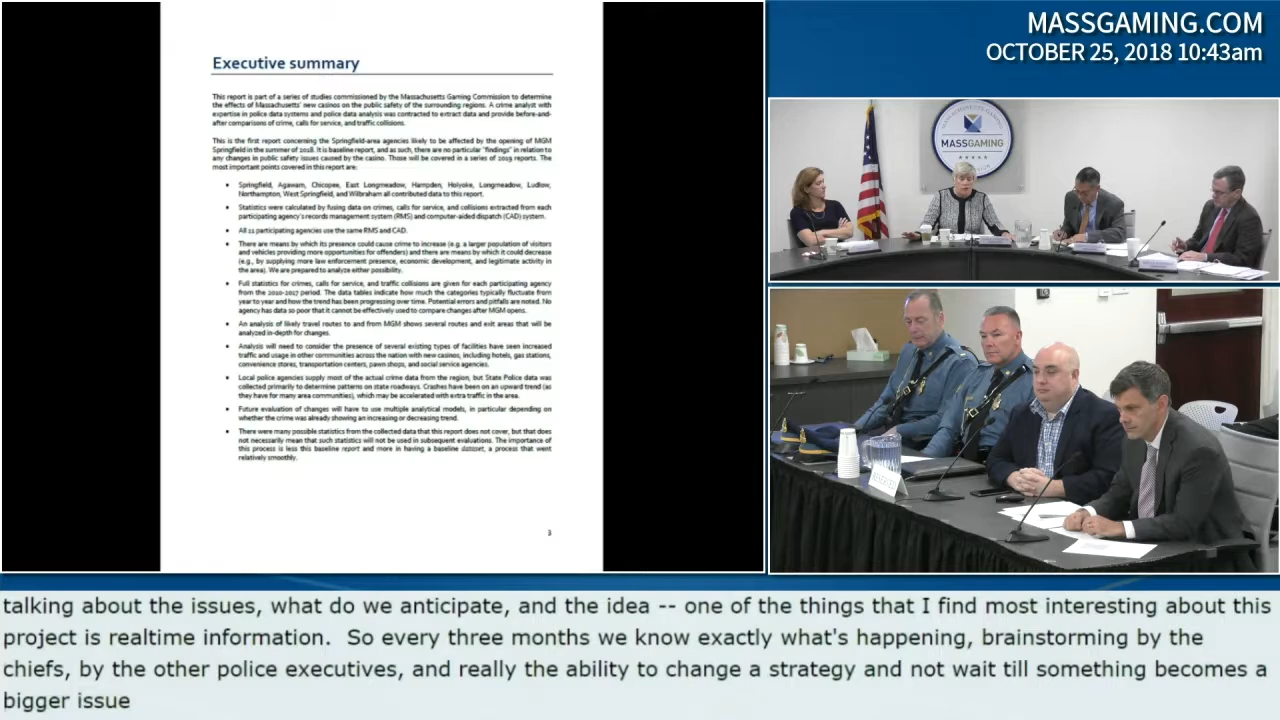 Executive summary
This report is part of a series of studies commissioned by the Massachusetts Gaming Commission to determine
the effects of Massachusetts' new casinos on the public safety of the surrounding regions. A crime analyst with
expertise in police data systems and police data analysis was contracted to extract data and provide before-and-
after comparisons of crime, calls for service, and traffic collisions.
This is the first report concerning the Springfield-area agencies likely to be affected by the opening of MGM
Springfield in the summer of 2018. It is baseline report, and as such, there are no particular "findings" in relation to
any changes in public safety issues caused by the casino. Those will be covered in a series of 2019 reports. The
most important points covered in this report are:
• Springfield, Agawam, Chicopee, East Longmeadow, Hampden, Holyoke, Longmeadow, Ludlow,
Northampton, West Springfield, and Wilbraham all contributed data to this report.
• Statistics were calculated by fusing data on crimes, calls for service, and collisions extracted from each
participating agency's records management system (RMS) and computer-aided dispatch (CAD) system.
• All 11 participating agencies use the same RMS and CAD.
• There are means by which its presence could cause crime to increase (e.g. a larger population of visitors
and vehicles providing more opportunities for offenders) and there are means by which it could decrease
(e.g., by supplying more law enforcement presence, economic development, and legitimate activity in
the area). We are prepared to analyze either possibility.
• Full statistics for crimes, calls for service, and traffic collisions are given for each participating agency
from the 2010-2017 period. The data tables indicate how much the categories typically fluctuate from
year to year and how the trend has been progressing over time. Potential errors and pitfalls are noted. No
agency has data so poor that it cannot be effectively used to compare changes after MGM opens.
• An analysis of likely travel routes to and from MGM shows several routes and exit areas that will be
analyzed in-depth for changes.
• Analysis will need to consider the presence of several existing types of facilities have seen increased
traffic and usage in other communities across the nation with new casinos, including hotels, gas stations,
convenience stores, transportation centers, pawn shops, and social service agencies.
• Local police agencies supply most of the actual crime data from the region, but State Police data was
collected primarily to determine patterns on state roadways. Crashes have been on an upward trend (as
they have for many area communities), which may be accelerated with extra traffic in the area.
• Future evaluation of changes will have to use multiple analytical models, in particular depending on
whether the crime was already showing an increasing or decreasing trend.
• There were many possible statistics from the collected data that this report does not cover, but that does
not necessarily mean that such statistics will not be used in subsequent evaluations. The importance of
this process is less this baseline report and more in having a baseline dataset, a process that went
relatively smoothly.
3
MASSGAMING.COM
OCTOBER 25, 2018 10:43am
MASSGAMING
RESERVED
talking about the issues, what do we anticipate, and the idea -- one of the things that I find most interesting about this
project is realtime information.  So every three months we know exactly what's happening, brainstorming by the
chiefs, by the other police executives, and really the ability to change a strategy and not wait till something becomes a
bigger issue